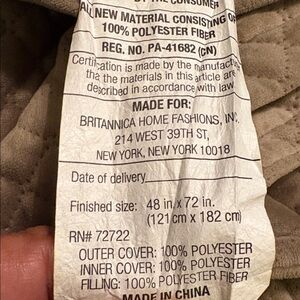 BY THE CONSUMER
ALL NEW MATERIAL CONSISTING OF
100% POLYESTER FIBER
REG. NO. PA-41682 (CN)
Certification is made by the manufacturer
that the materials in this article are
described in accordance with law.
MADE FOR:
BRITANNICA HOME FASHIONS, INC.
214 WEST 39TH ST,
NEW YORK, NEW YORK 10018
Date of delivery
Finished size: 48 in. x 72 in.
(121 cm x 182 cm)
RN# 72722
OUTER COVER: 100% POLYESTER
INNER COVER: 100% POLYESTER
FILLING: 100% POLYESTER FIBER
MADE IN CHINA